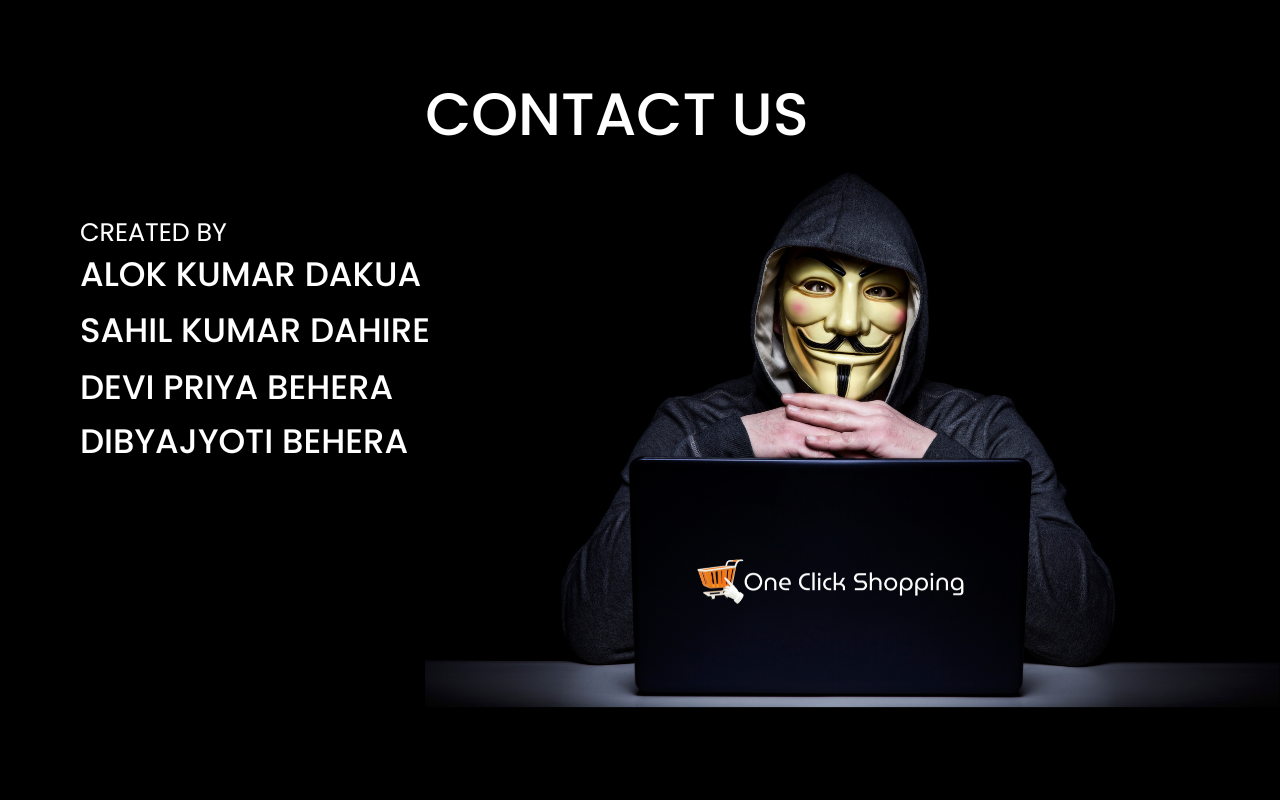 CONTACT US
CREATED BY
ALOK KUMAR DAKUA
SAHIL KUMAR DAHIRE
DEVI PRIYA BEHERA
DIBYAJYOTI BEHERA
One Click Shopping